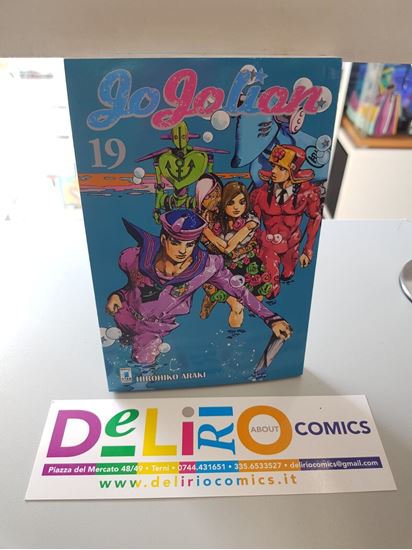 JoJolion
19
HIROHIKO ARAKI
DELIRIO ABOUT COMICS
Piazza del Mercato 48/49 • Terni • 0744.431651 • 335.6533527 • deliriocomics@gmail.com
www.deliriocomics.it